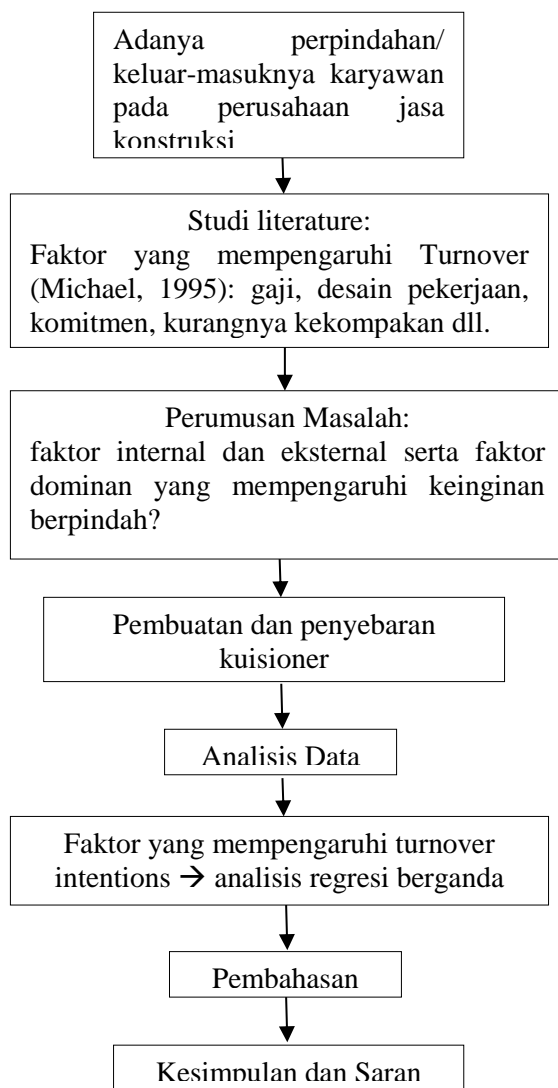 Adanya perpindahan/
keluar-masuknya karyawan
pada perusahaan jasa
konstruksi
Studi literature:
Faktor yang mempengaruhi Turnover
(Michael, 1995): gaji, desain pekerjaan,
komitmen, kurangnya kekompakan dll.
Perumusan Masalah:
faktor internal dan eksternal serta faktor
dominan yang mempengaruhi keinginan
berpindah?
Pembuatan dan penyebaran
kuisioner
Analisis Data
Faktor yang mempengaruhi turnover
intentions → analisis regresi berganda
Pembahasan
Kesimpulan dan Saran